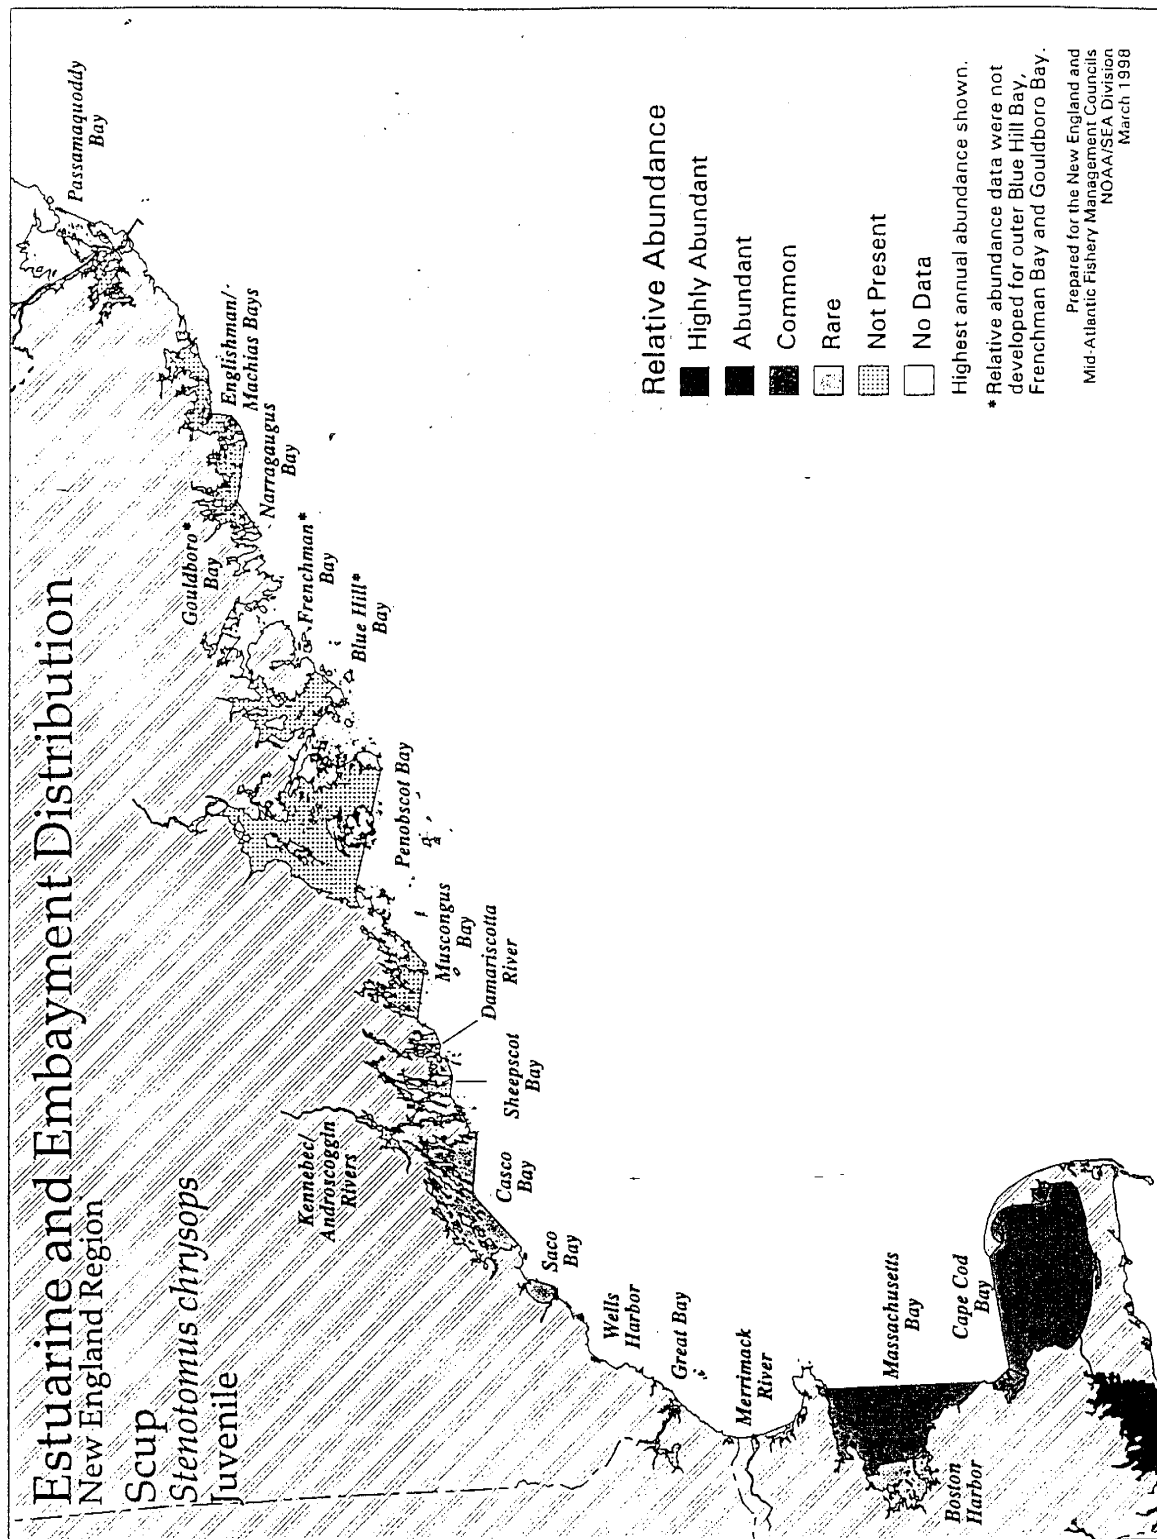 Estuarine and Embayment Distribution
New England Region
Scup
Stenotomus chrysops
Juvenile
Passamaquoddy
Bay
Englishman/
Machias Bays
Narragaugus
Bay
Gouldboro*
Bay
Frenchman*
Bay
Blue Hill*
Bay
Penobscot Bay
Muscongus
Bay
Damariscotta
River
Sheepscot
Bay
Kennebec/
Androscoggin
Rivers
Casco
Bay
Saco
Bay
Wells
Harbor
Great Bay
Merrimack
River
Massachusetts
Bay
Cape Cod
Bay
Boston
Harbor
Relative Abundance
Highly Abundant
Abundant
Common
Rare
Not Present
No Data
Highest annual abundance shown.
* Relative abundance data were not
developed for outer Blue Hill Bay,
Frenchman Bay and Gouldboro Bay.
Prepared for the New England and
Mid-Atlantic Fishery Management Councils
NOAA/SEA Division
March 1998